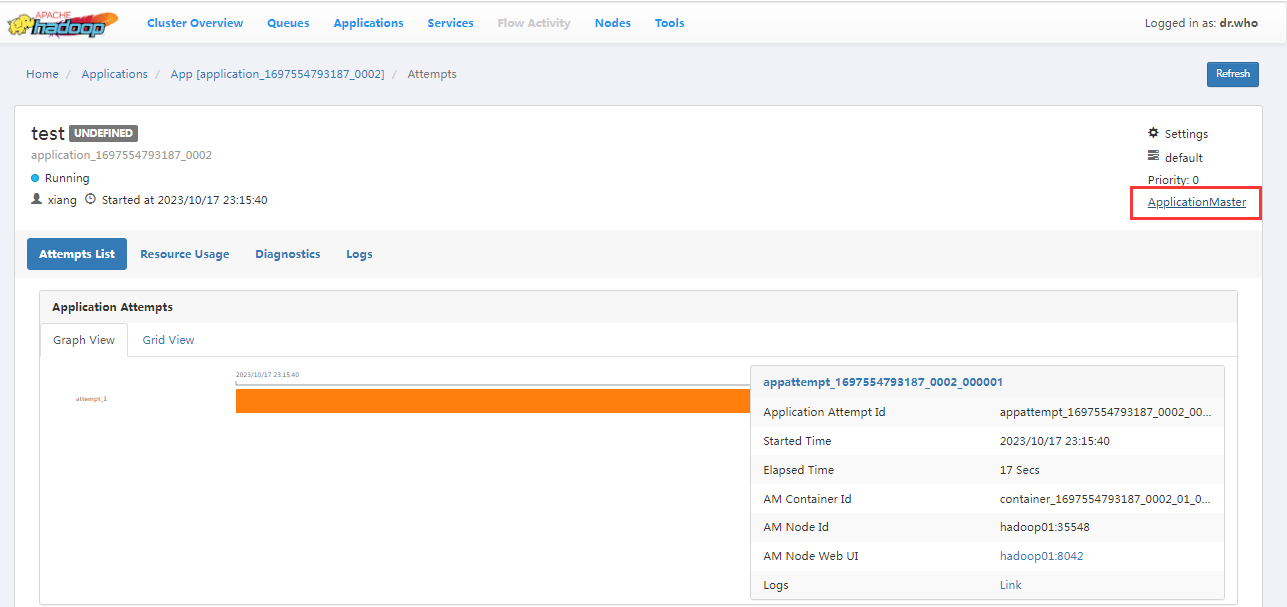 APACHE
hadoop
Cluster Overview Queues Applications Services Flow Activity Nodes Tools Logged in as: dr.who
Home / Applications / App [application_1697554793187_0002] / Attempts Refresh
test UNDEFINED
application_1697554793187_0002
Running
xiang Started at 2023/10/17 23:15:40
Settings
default
Priority: 0
ApplicationMaster
Attempts List Resource Usage Diagnostics Logs
Application Attempts
Graph View Grid View
2023/10/17 23:15:40
attempt_1
appattempt_1697554793187_0002_000001
Application Attempt Id appattempt_1697554793187_0002_00...
Started Time 2023/10/17 23:15:40
Elapsed Time 17 Secs
AM Container Id container_1697554793187_0002_01_0...
AM Node Id hadoop01:35548
AM Node Web UI hadoop01:8042
Logs Link